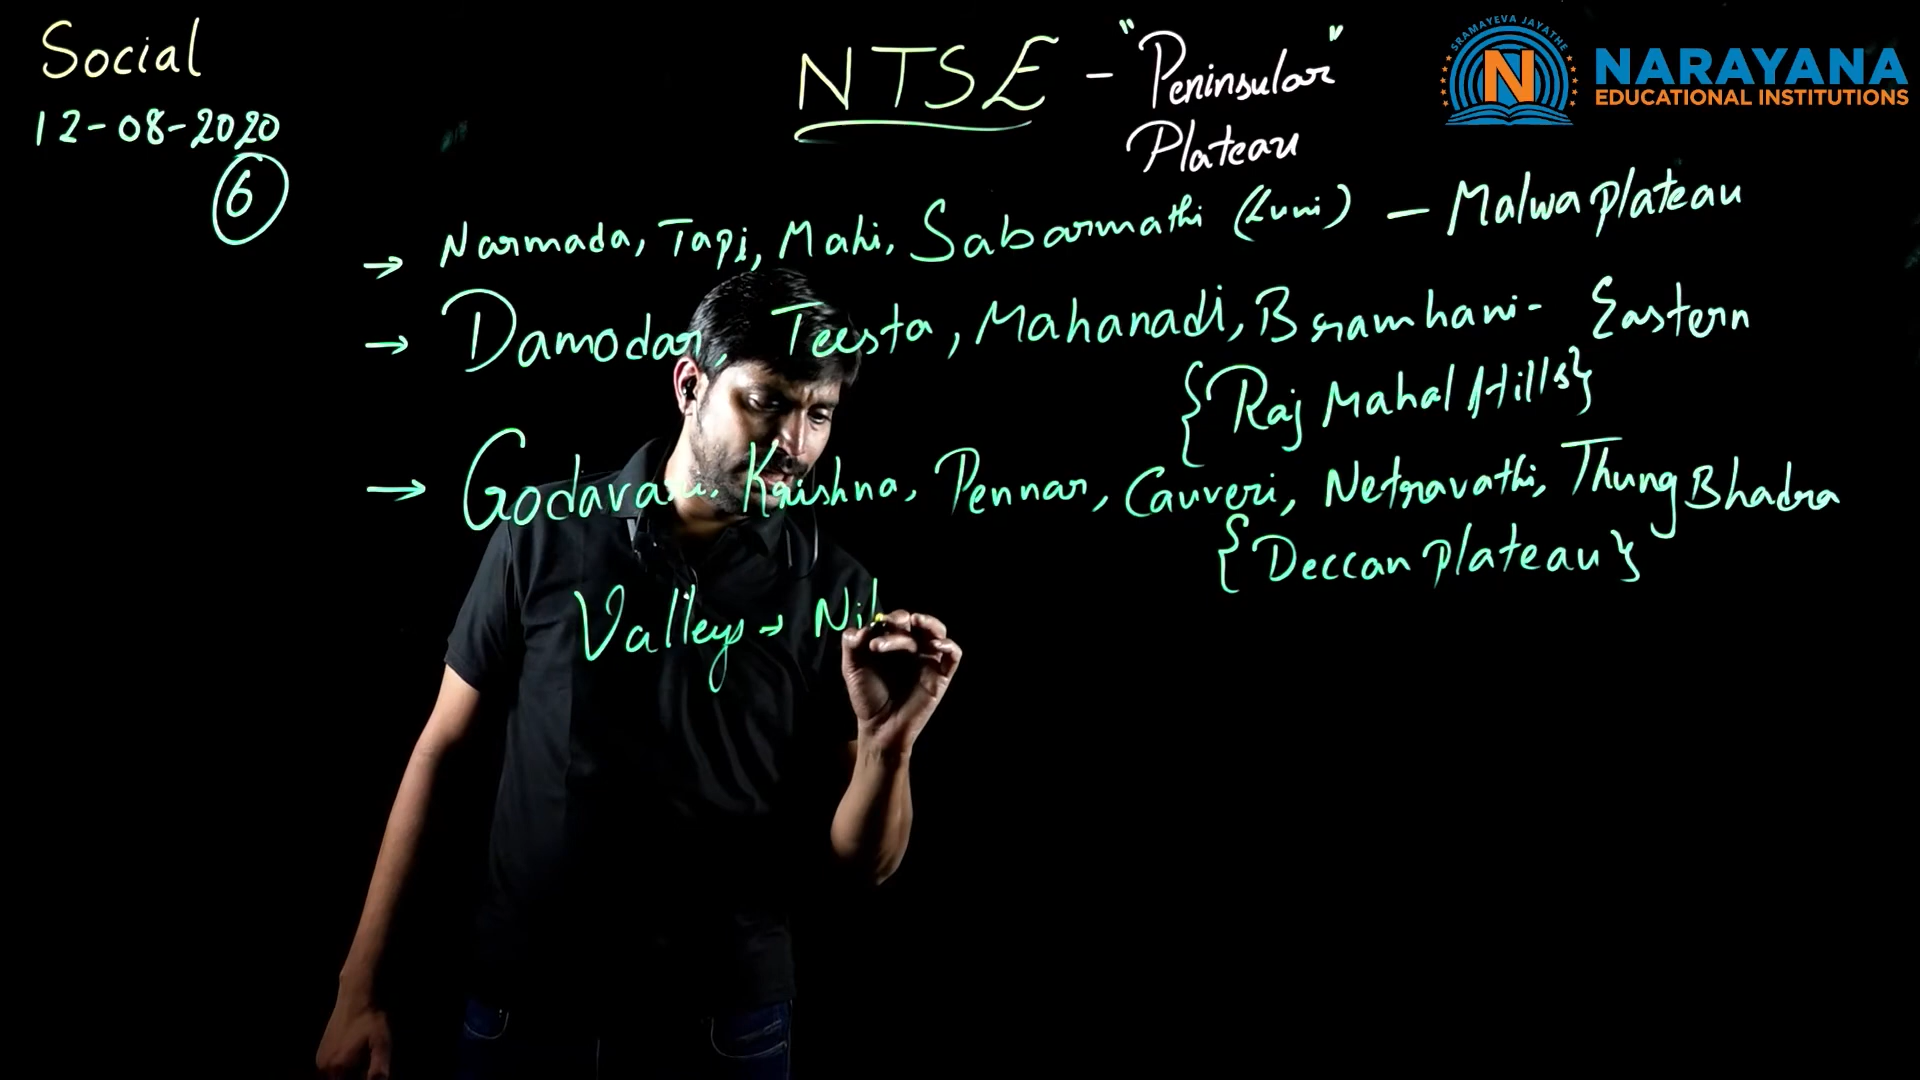 Social
12-08-2020
6
NTSE - "Peninsular"
Plateau
SRAMAYEVA JAYATHE
N
NARAYANA
EDUCATIONAL INSTITUTIONS
→ Narmada, Tapi, Mahi, Sabarmathi (Luni) - Malwa plateau
→ Damodar, Teesta, Mahanadi, Bramhani - Eastern
{Raj Mahal Hills}
→ Godavari, Krishna, Pennar, Cauveri, Netravathi, Thung Bhadra
{Deccan plateau}
Valleys →